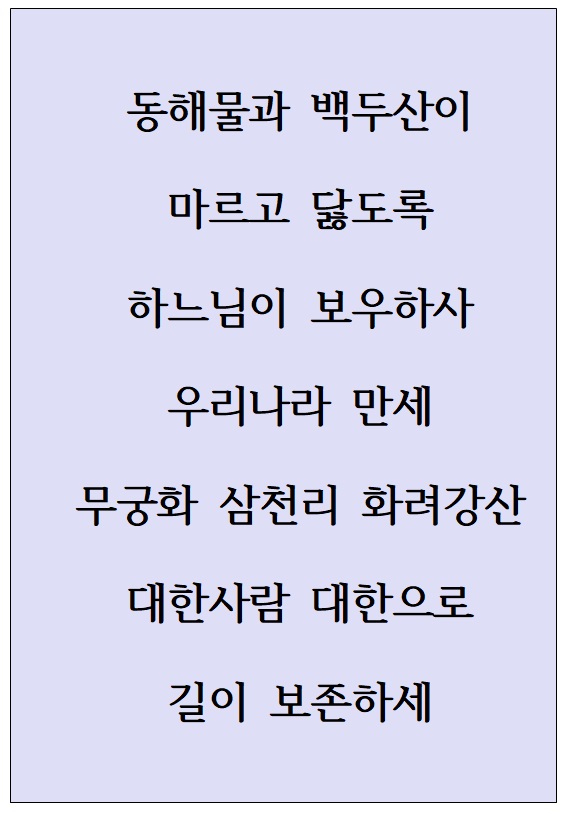 동해물과 백두산이
마르고 닳도록
하느님이 보우하사
우리나라 만세
무궁화 삼천리 화려강산
대한사람 대한으로
길이 보존하세